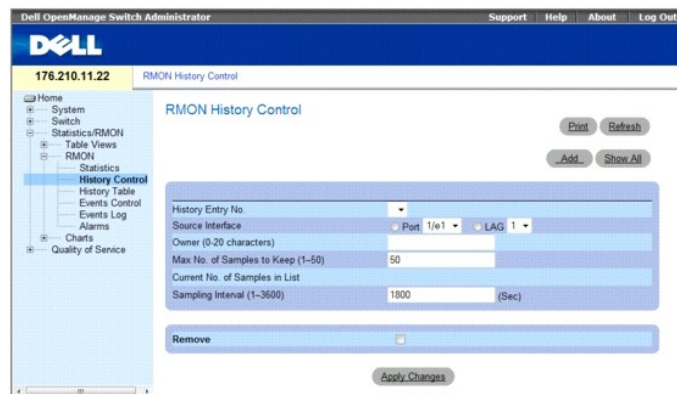 Dell OpenManage Switch Administrator
Support Help About Log Out
DELL
176.210.11.22
RMON History Control
Home
System
Switch
Statistics/RMON
Table Views
RMON
Statistics
History Control
History Table
Events Control
Events Log
Alarms
Charts
Quality of Service
RMON History Control
Print Refresh
Add Show All
History Entry No.
Source Interface Port 1/e1 LAG 1
Owner (0-20 characters)
Max No. of Samples to Keep (1–50) 50
Current No. of Samples in List
Sampling Interval (1–3600) 1800 (Sec)
Remove
Apply Changes